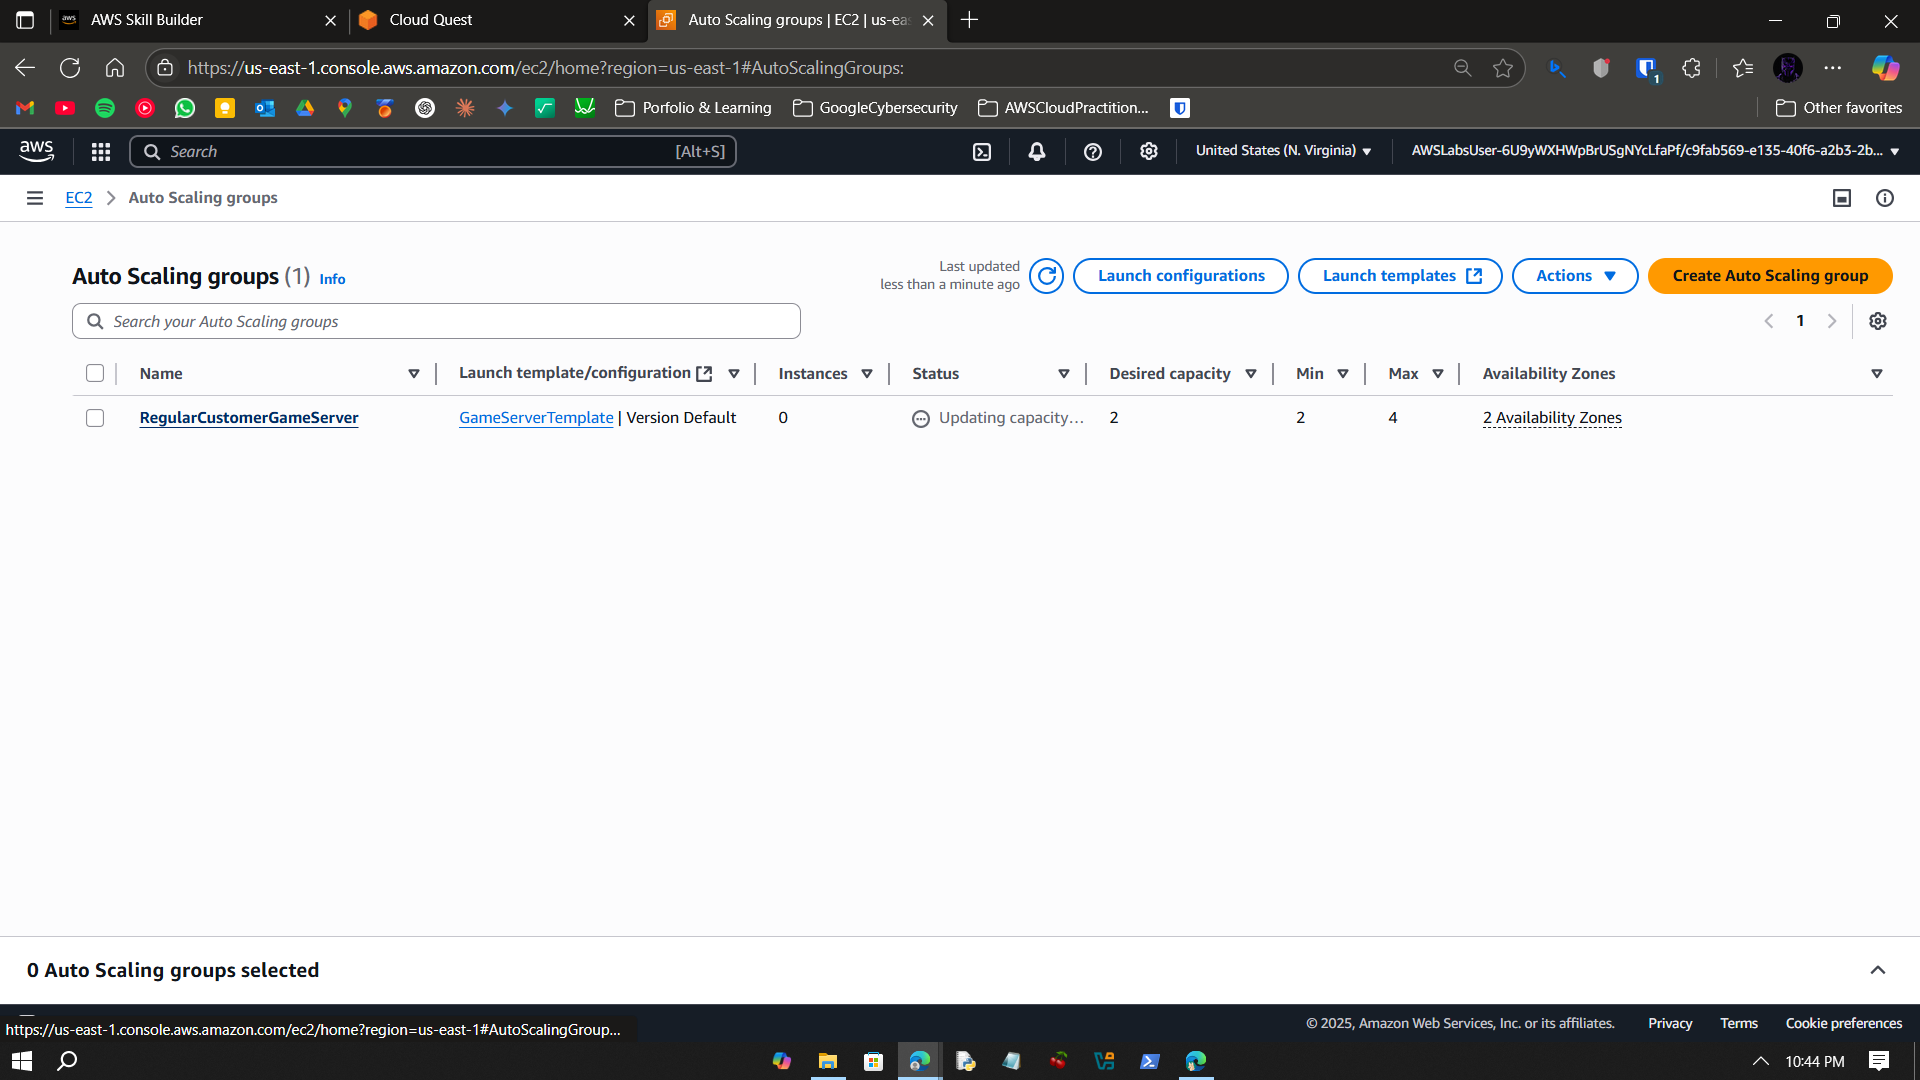 AWS Skill Builder
Cloud Quest
Auto Scaling groups | EC2 | us-eas
https://us-east-1.console.aws.amazon.com/ec2/home?region=us-east-1#AutoScalingGroups:
1
Porfolio & Learning
GoogleCybersecurity
AWSCloudPractition...
Other favorites
aws
Search
[Alt+S]
United States (N. Virginia)
AWSLabsUser-6U9yWXHWpBrUSgNYcLfaPf/c9fab569-e135-40f6-a2b3-2b...
EC2
Auto Scaling groups
Auto Scaling groups (1) Info
Last updated
less than a minute ago
Launch configurations
Launch templates
Actions
Create Auto Scaling group
Search your Auto Scaling groups
1
Name
Launch template/configuration
Instances
Status
Desired capacity
Min
Max
Availability Zones
RegularCustomerGameServer
GameServerTemplate | Version Default
0
Updating capacity...
2
2
4
2 Availability Zones
0 Auto Scaling groups selected
https://us-east-1.console.aws.amazon.com/ec2/home?region=us-east-1#AutoScalingGroup...
© 2025, Amazon Web Services, Inc. or its affiliates.
Privacy
Terms
Cookie preferences
10:44 PM